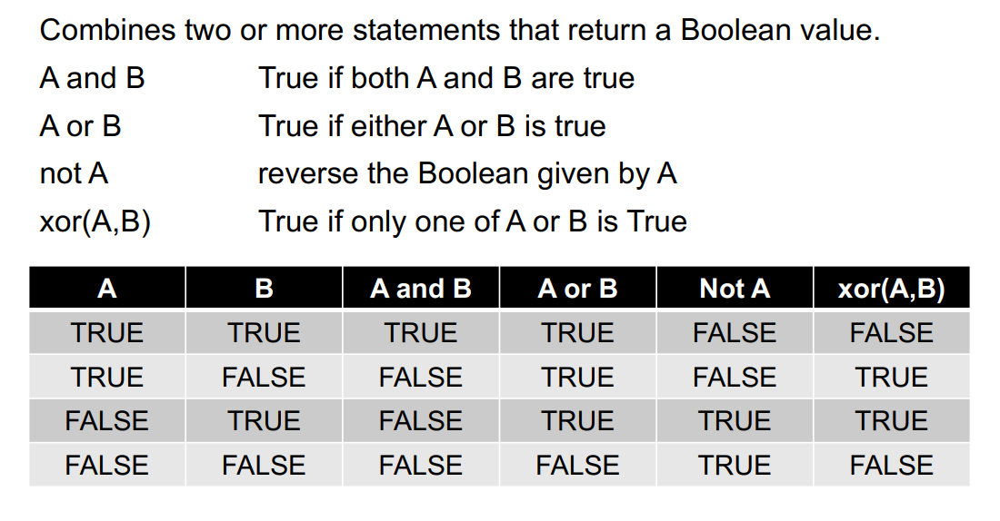 Combines two or more statements that return a Boolean value.
A and B True if both A and B are true
A or B True if either A or B is true
not A reverse the Boolean given by A
xor(A,B) True if only one of A or B is True
A B A and B A or B Not A xor(A,B)
TRUE TRUE TRUE TRUE FALSE FALSE
TRUE FALSE FALSE TRUE FALSE TRUE
FALSE TRUE FALSE TRUE TRUE TRUE
FALSE FALSE FALSE FALSE TRUE FALSE